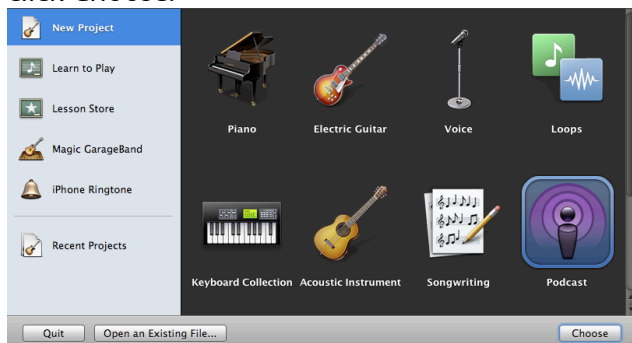 New Project
Learn to Play
Lesson Store
Magic GarageBand
iPhone Ringtone
Recent Projects
Piano Electric Guitar Voice Loops
Keyboard Collection Acoustic Instrument Songwriting Podcast
Quit Open an Existing File... Choose